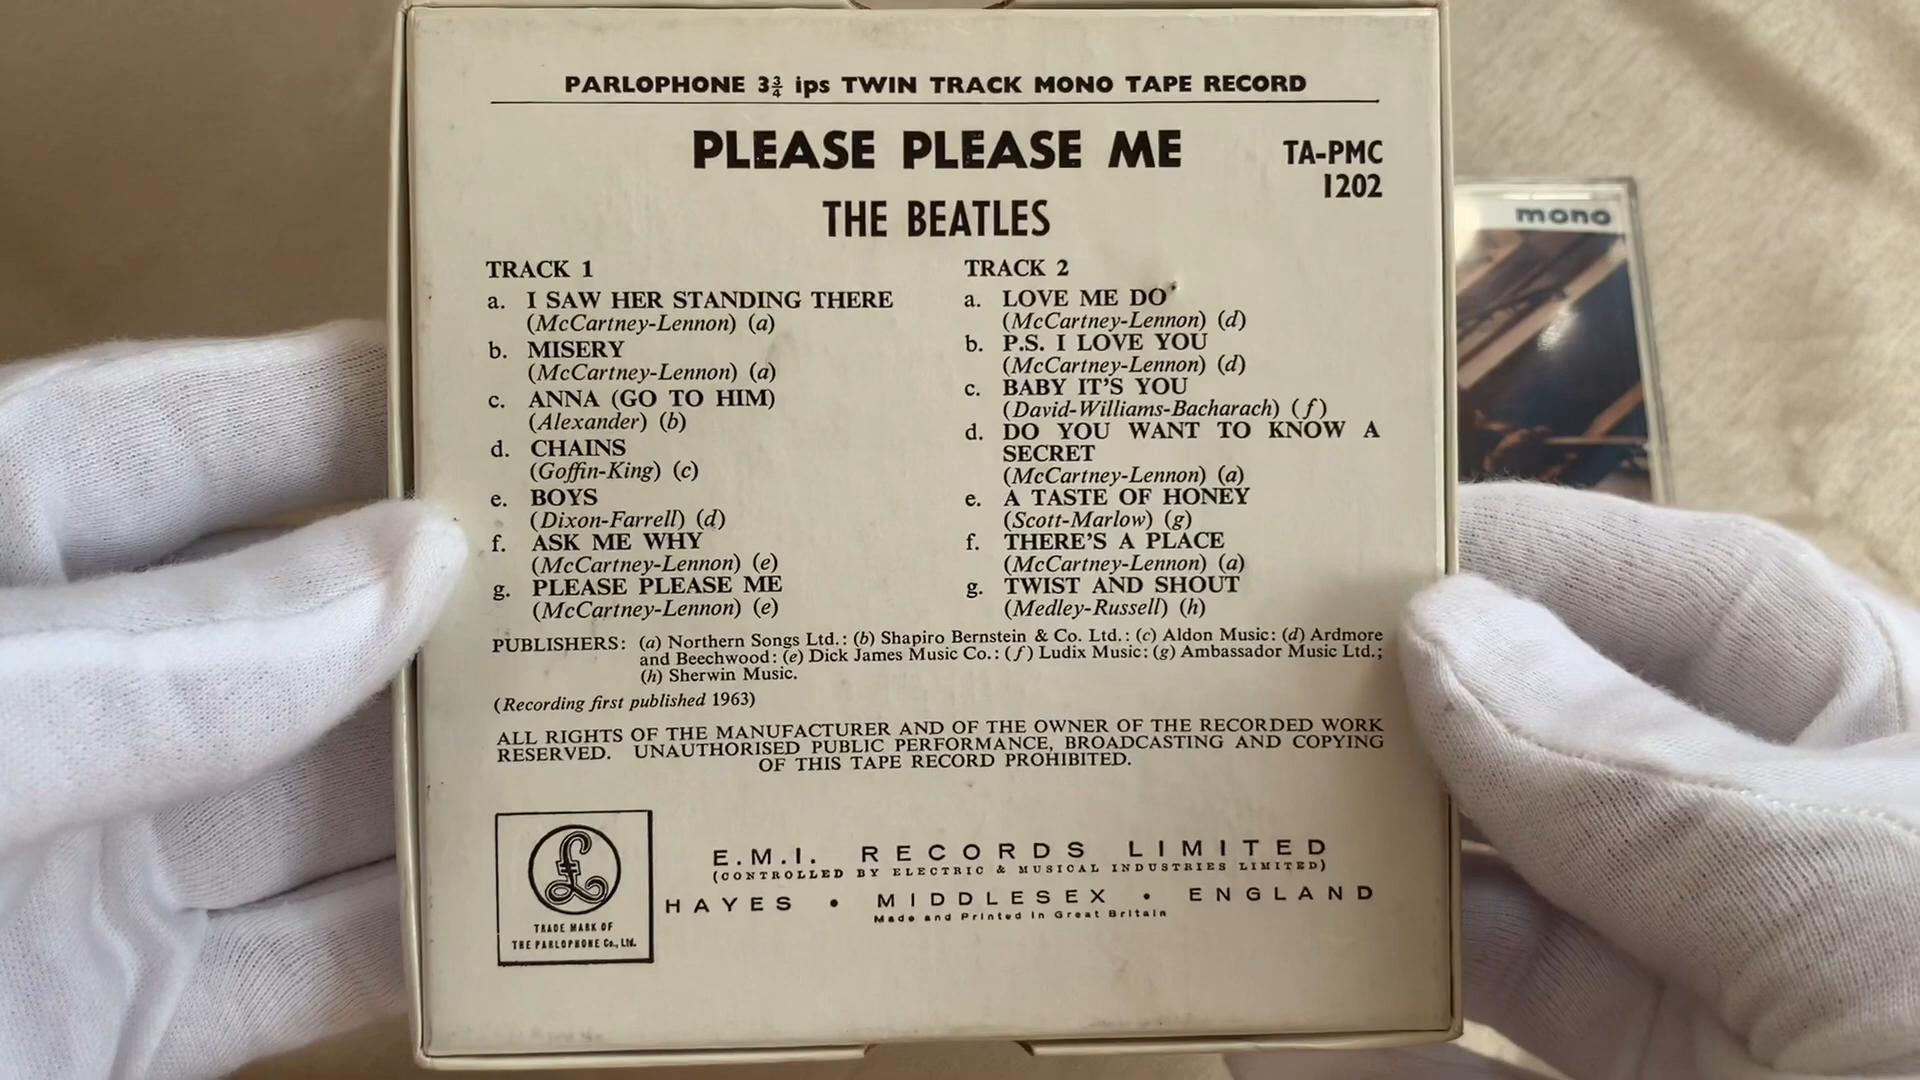 PARLOPHONE 3¾ ips TWIN TRACK MONO TAPE RECORD
PLEASE PLEASE ME
TA-PMC
1202
THE BEATLES
TRACK 1
a. I SAW HER STANDING THERE
(McCartney-Lennon) (a)
b. MISERY
(McCartney-Lennon) (a)
c. ANNA (GO TO HIM)
(Alexander) (b)
d. CHAINS
(Goffin-King) (c)
e. BOYS
(Dixon-Farrell) (d)
f. ASK ME WHY
(McCartney-Lennon) (e)
g. PLEASE PLEASE ME
(McCartney-Lennon) (e)
TRACK 2
a. LOVE ME DO
(McCartney-Lennon) (d)
b. P.S. I LOVE YOU
(McCartney-Lennon) (d)
c. BABY IT'S YOU
(David-Williams-Bacharach) (f)
d. DO YOU WANT TO KNOW A
SECRET
(McCartney-Lennon) (a)
e. A TASTE OF HONEY
(Scott-Marlow) (g)
f. THERE'S A PLACE
(McCartney-Lennon) (a)
g. TWIST AND SHOUT
(Medley-Russell) (h)
PUBLISHERS: (a) Northern Songs Ltd.: (b) Shapiro Bernstein & Co. Ltd.: (c) Aldon Music: (d) Ardmore
and Beechwood: (e) Dick James Music Co.: (f) Ludix Music: (g) Ambassador Music Ltd.;
(h) Sherwin Music.
(Recording first published 1963)
ALL RIGHTS OF THE MANUFACTURER AND OF THE OWNER OF THE RECORDED WORK
RESERVED. UNAUTHORISED PUBLIC PERFORMANCE, BROADCASTING AND COPYING
OF THIS TAPE RECORD PROHIBITED.
£
TRADE MARK OF
THE PARLOPHONE Co., Ltd.
E.M.I. RECORDS LIMITED
(CONTROLLED BY ELECTRIC & MUSICAL INDUSTRIES LIMITED)
HAYES • MIDDLESEX • ENGLAND
Made and Printed in Great Britain
mono